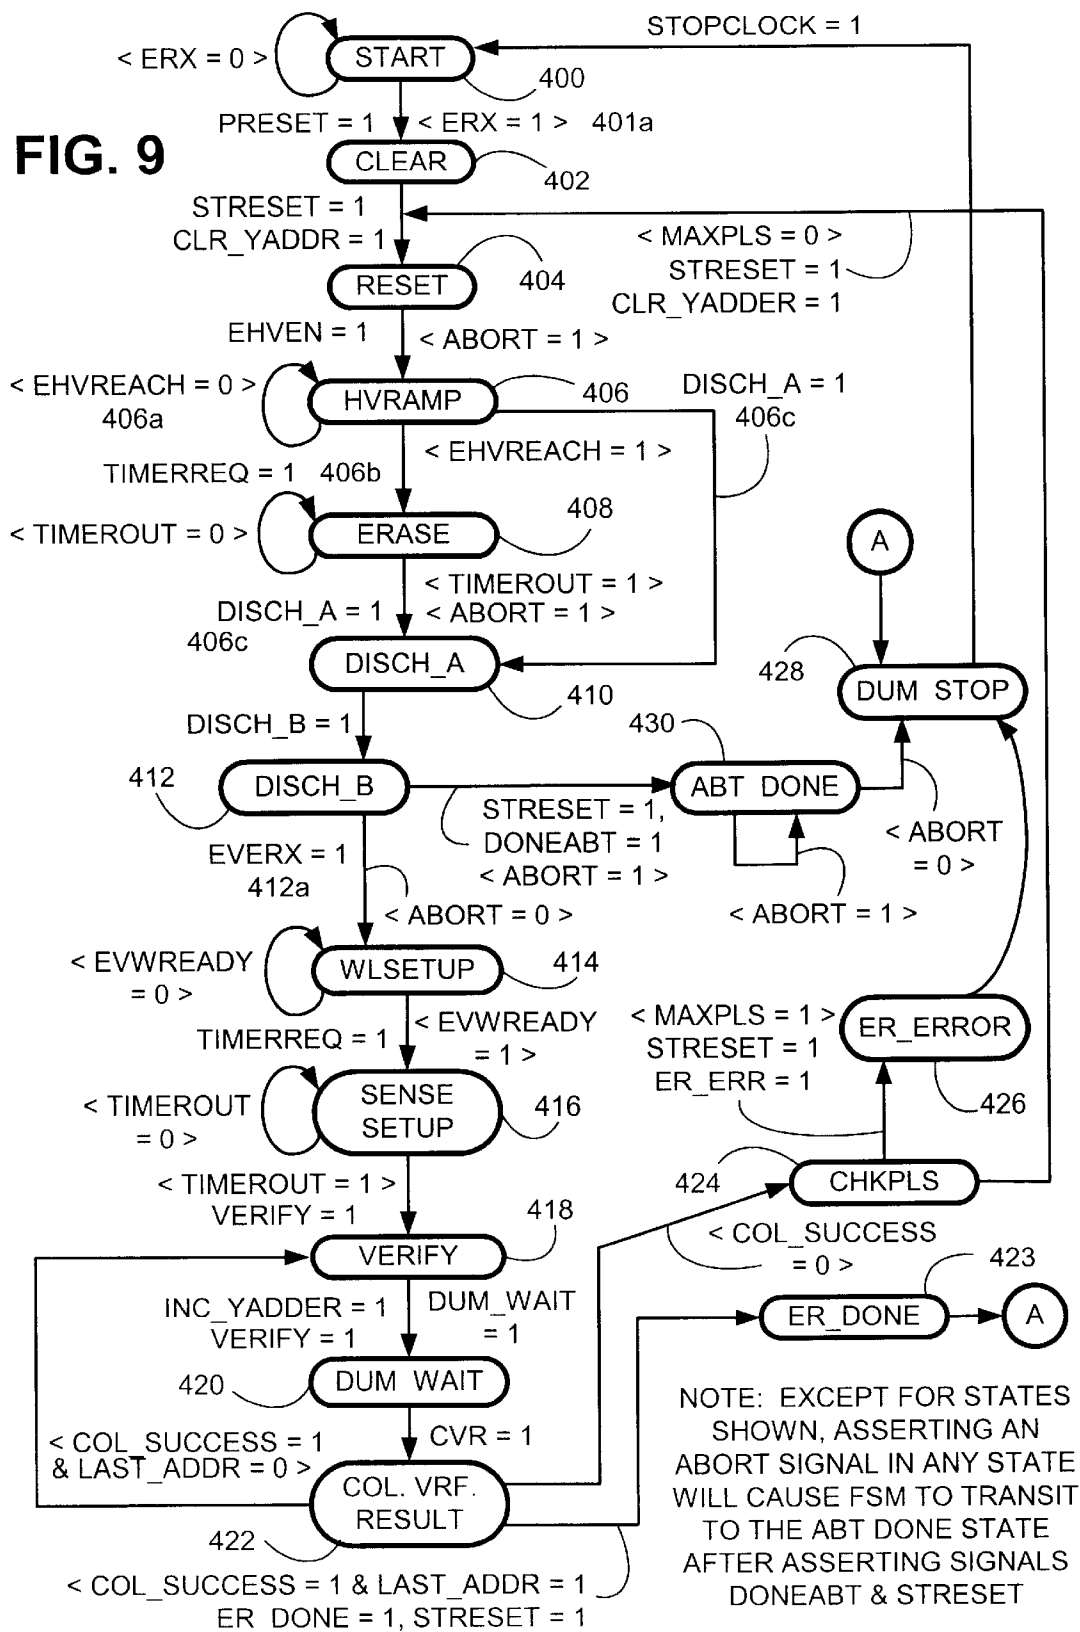 STOPCLOCK = 1
< ERX = 0 >
START
400
PRESET = 1
< ERX = 1 > 401a
FIG. 9
CLEAR
402
STRESET = 1
CLR_YADDR = 1
< MAXPLS = 0 >
STRESET = 1
CLR_YADDER = 1
RESET
404
EHVEN = 1
< ABORT = 1 >
< EHVREACH = 0 >
406a
HVRAMP
406
DISCH_A = 1
406c
< EHVREACH = 1 >
TIMERREQ = 1 406b
< TIMEROUT = 0 >
ERASE
408
A
< TIMEROUT = 1 >
DISCH_A = 1
< ABORT = 1 >
406c
DISCH_A
410
428
DUM STOP
DISCH_B = 1
430
412
DISCH_B
ABT DONE
STRESET = 1,
DONEABT = 1
< ABORT = 1 >
< ABORT
= 0 >
EVERX = 1
412a
< ABORT = 0 >
< ABORT = 1 >
< EVWREADY
= 0 >
WLSETUP
414
TIMERREQ = 1
< EVWREADY
= 1 >
< MAXPLS = 1 >
STRESET = 1
ER_ERR = 1
ER_ERROR
426
< TIMEROUT
= 0 >
SENSE
SETUP
416
< TIMEROUT = 1 >
VERIFY = 1
424
CHKPLS
418
VERIFY
< COL_SUCCESS
= 0 >
423
INC_YADDER = 1
VERIFY = 1
DUM_WAIT
= 1
ER_DONE
A
420
DUM WAIT
CVR = 1
< COL_SUCCESS = 1
& LAST_ADDR = 0 >
COL. VRF.
RESULT
422
< COL_SUCCESS = 1 & LAST_ADDR = 1
ER DONE = 1, STRESET = 1
NOTE: EXCEPT FOR STATES
SHOWN, ASSERTING AN
ABORT SIGNAL IN ANY STATE
WILL CAUSE FSM TO TRANSIT
TO THE ABT DONE STATE
AFTER ASSERTING SIGNALS
DONEABT & STRESET